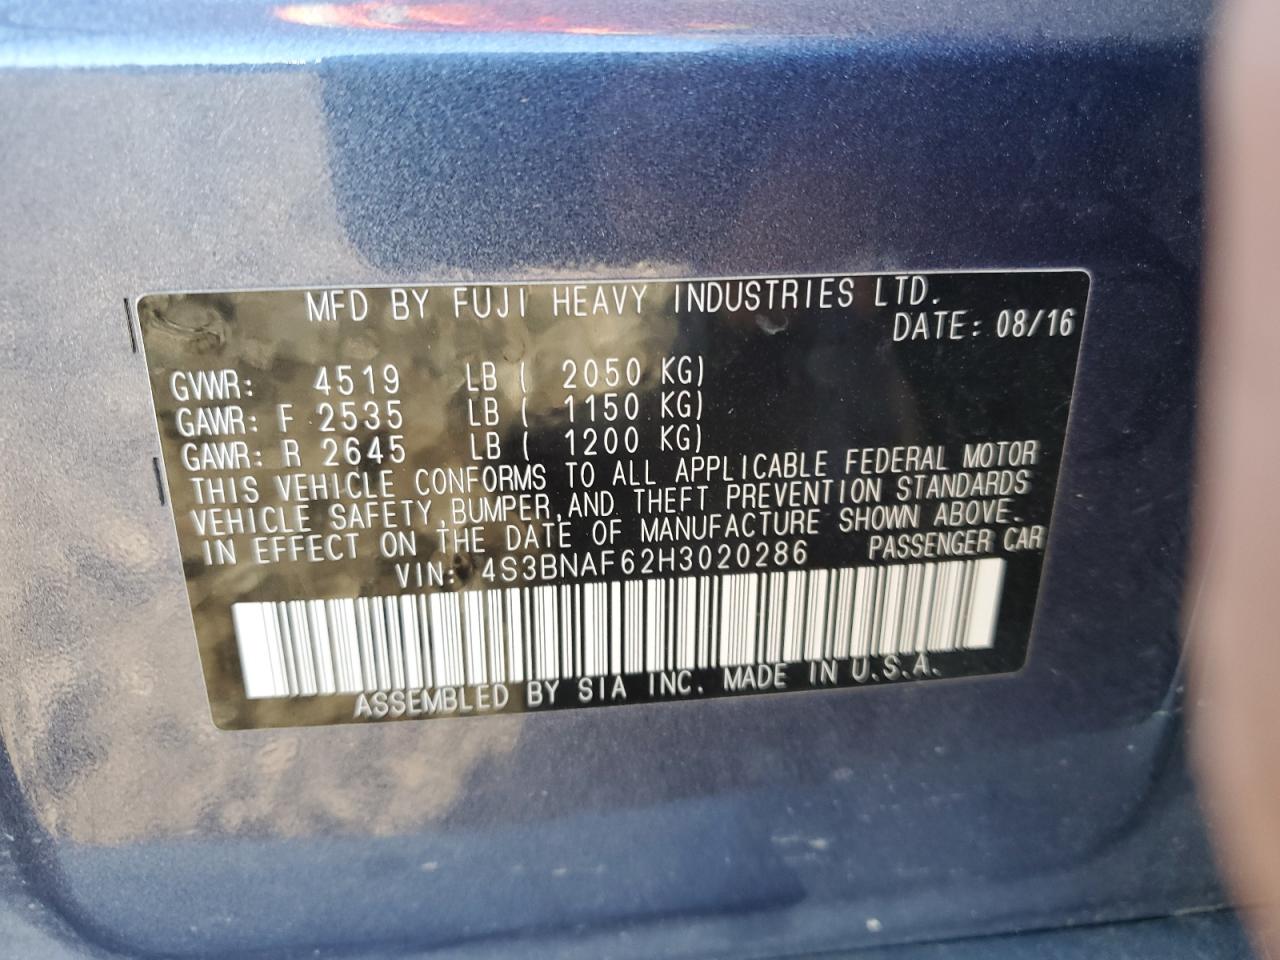 MFD BY FUJI HEAVY INDUSTRIES LTD.
DATE: 08/16
GVWR: 4519 LB ( 2050 KG)
GAWR: F 2535 LB ( 1150 KG)
GAWR: R 2645 LB ( 1200 KG)
THIS VEHICLE CONFORMS TO ALL APPLICABLE FEDERAL MOTOR
VEHICLE SAFETY,BUMPER,AND THEFT PREVENTION STANDARDS
IN EFFECT ON THE DATE OF MANUFACTURE SHOWN ABOVE.
VIN: 4S3BNAF62H3020286 PASSENGER CAR
ASSEMBLED BY SIA INC. MADE IN U.S.A.